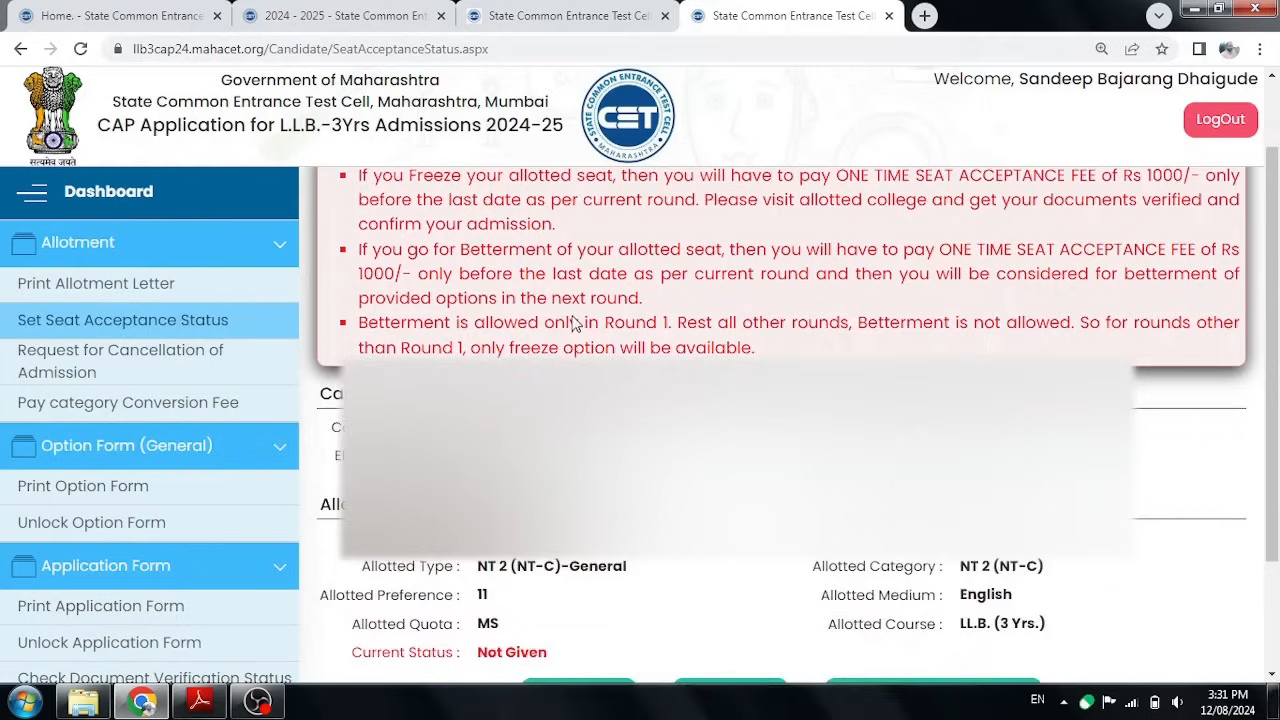 Home. - State Common Entrance
2024 - 2025 - State Common Ent
State Common Entrance Test Cell
State Common Entrance Test Cell
llb3cap24.mahacet.org/Candidate/SeatAcceptanceStatus.aspx
Government of Maharashtra
State Common Entrance Test Cell, Maharashtra, Mumbai
CAP Application for L.L.B.-3Yrs Admissions 2024-25
सत्यमेव जयते
STATE COMMON ENTRANCE TEST CELL
CET
MAHARASHTRA
Welcome, Sandeep Bajarang Dhaigude
LogOut
Dashboard
Allotment
Print Allotment Letter
Set Seat Acceptance Status
Request for Cancellation of
Admission
Pay category Conversion Fee
Option Form (General)
Print Option Form
Unlock Option Form
Application Form
Print Application Form
Unlock Application Form
Check Document Verification Status
If you Freeze your allotted seat, then you will have to pay ONE TIME SEAT ACCEPTANCE FEE of Rs 1000/- only
before the last date as per current round. Please visit allotted college and get your documents verified and
confirm your admission.
If you go for Betterment of your allotted seat, then you will have to pay ONE TIME SEAT ACCEPTANCE FEE of Rs
1000/- only before the last date as per current round and then you will be considered for betterment of
provided options in the next round.
Betterment is allowed only in Round 1. Rest all other rounds, Betterment is not allowed. So for rounds other
than Round 1, only freeze option will be available.
Allotted Type : NT 2 (NT-C)-General
Allotted Category : NT 2 (NT-C)
Allotted Preference : 11
Allotted Medium : English
Allotted Quota : MS
Allotted Course : LL.B. (3 Yrs.)
Current Status : Not Given
EN
3:31 PM
12/08/2024